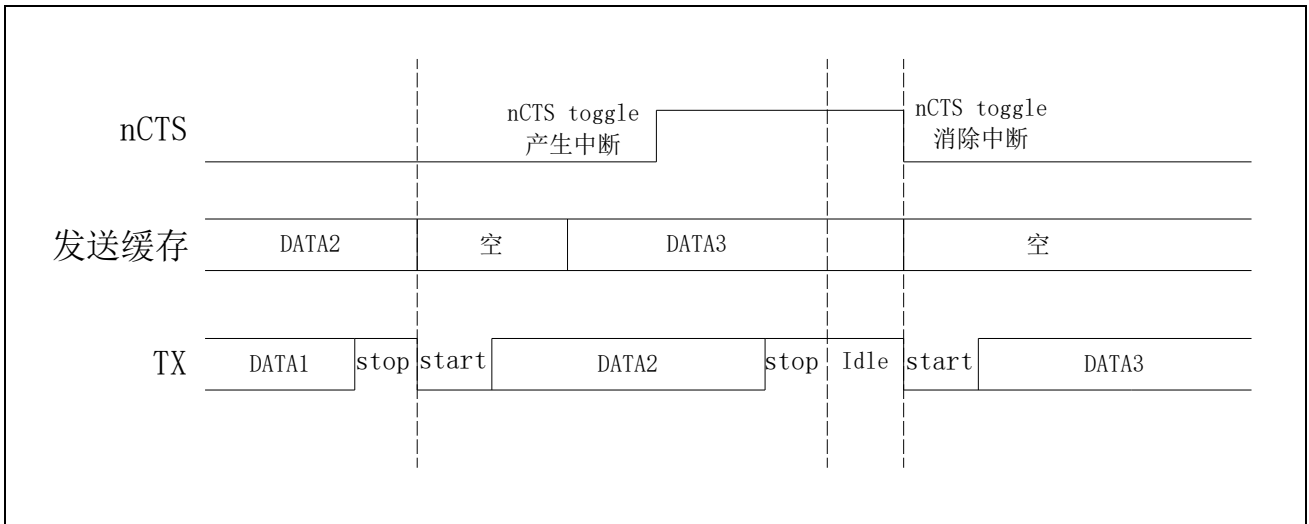 nCTS
nCTS toggle
产生中断
nCTS toggle
消除中断
发送缓存
DATA2
空
DATA3
空
TX
DATA1
stop
start
DATA2
stop
Idle
start
DATA3